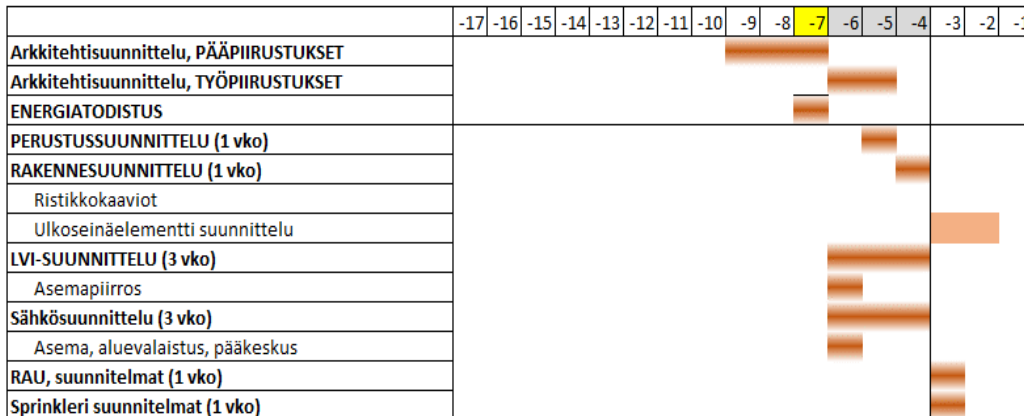 -17 -16 -15 -14 -13 -12 -11 -10 -9 -8 -7 -6 -5 -4 -3 -2 -1
Arkkitehtisuunnittelu, PÄÄPIIRUSTUKSET
Arkkitehtisuunnittelu, TYÖPIIRUSTUKSET
ENERGIATODISTUS
PERUSTUSSUUNNITTELU (1 vko)
RAKENNESUUNNITTELU (1 vko)
Ristikkokaaviot
Ulkoseinäelementti suunnittelu
LVI-SUUNNITTELU (3 vko)
Asemapiirros
Sähkösuunnittelu (3 vko)
Asema, aluevalaistus, pääkeskus
RAU, suunnitelmat (1 vko)
Sprinkleri suunnitelmat (1 vko)